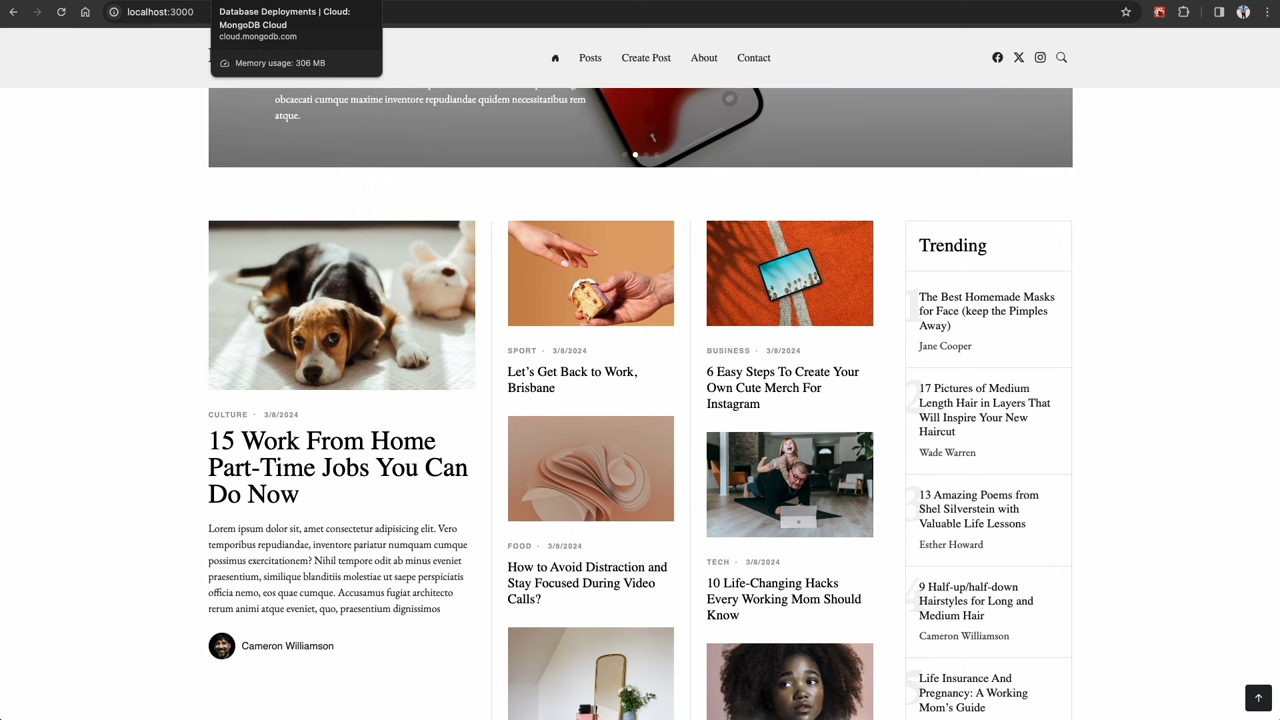 localhost:3000
Database Deployments | Cloud:
MongoDB Cloud
cloud.mongodb.com
Memory usage: 306 MB
Posts
Create Post
About
Contact
obcaecati cumque maxime inventore repudiandae quidem necessitatibus rem
atque.
CULTURE · 3/8/2024
15 Work From Home
Part-Time Jobs You Can
Do Now
Lorem ipsum dolor sit, amet consectetur adipisicing elit. Vero
temporibus repudiandae, inventore pariatur numquam cumque
possimus exercitationem? Nihil tempore odit ab minus eveniet
praesentium, similique blanditiis molestiae ut saepe perspiciatis
officia nemo, eos quae cumque. Accusamus fugiat architecto
rerum animi atque eveniet, quo, praesentium dignissimos
Cameron Williamson
SPORT · 3/8/2024
Let's Get Back to Work,
Brisbane
FOOD · 3/8/2024
How to Avoid Distraction and
Stay Focused During Video
Calls?
BUSINESS · 3/8/2024
6 Easy Steps To Create Your
Own Cute Merch For
Instagram
TECH · 3/8/2024
10 Life-Changing Hacks
Every Working Mom Should
Know
Trending
1
The Best Homemade Masks
for Face (keep the Pimples
Away)
Jane Cooper
2
17 Pictures of Medium
Length Hair in Layers That
Will Inspire Your New
Haircut
Wade Warren
3
13 Amazing Poems from
Shel Silverstein with
Valuable Life Lessons
Esther Howard
4
9 Half-up/half-down
Hairstyles for Long and
Medium Hair
Cameron Williamson
5
Life Insurance And
Pregnancy: A Working
Mom's Guide